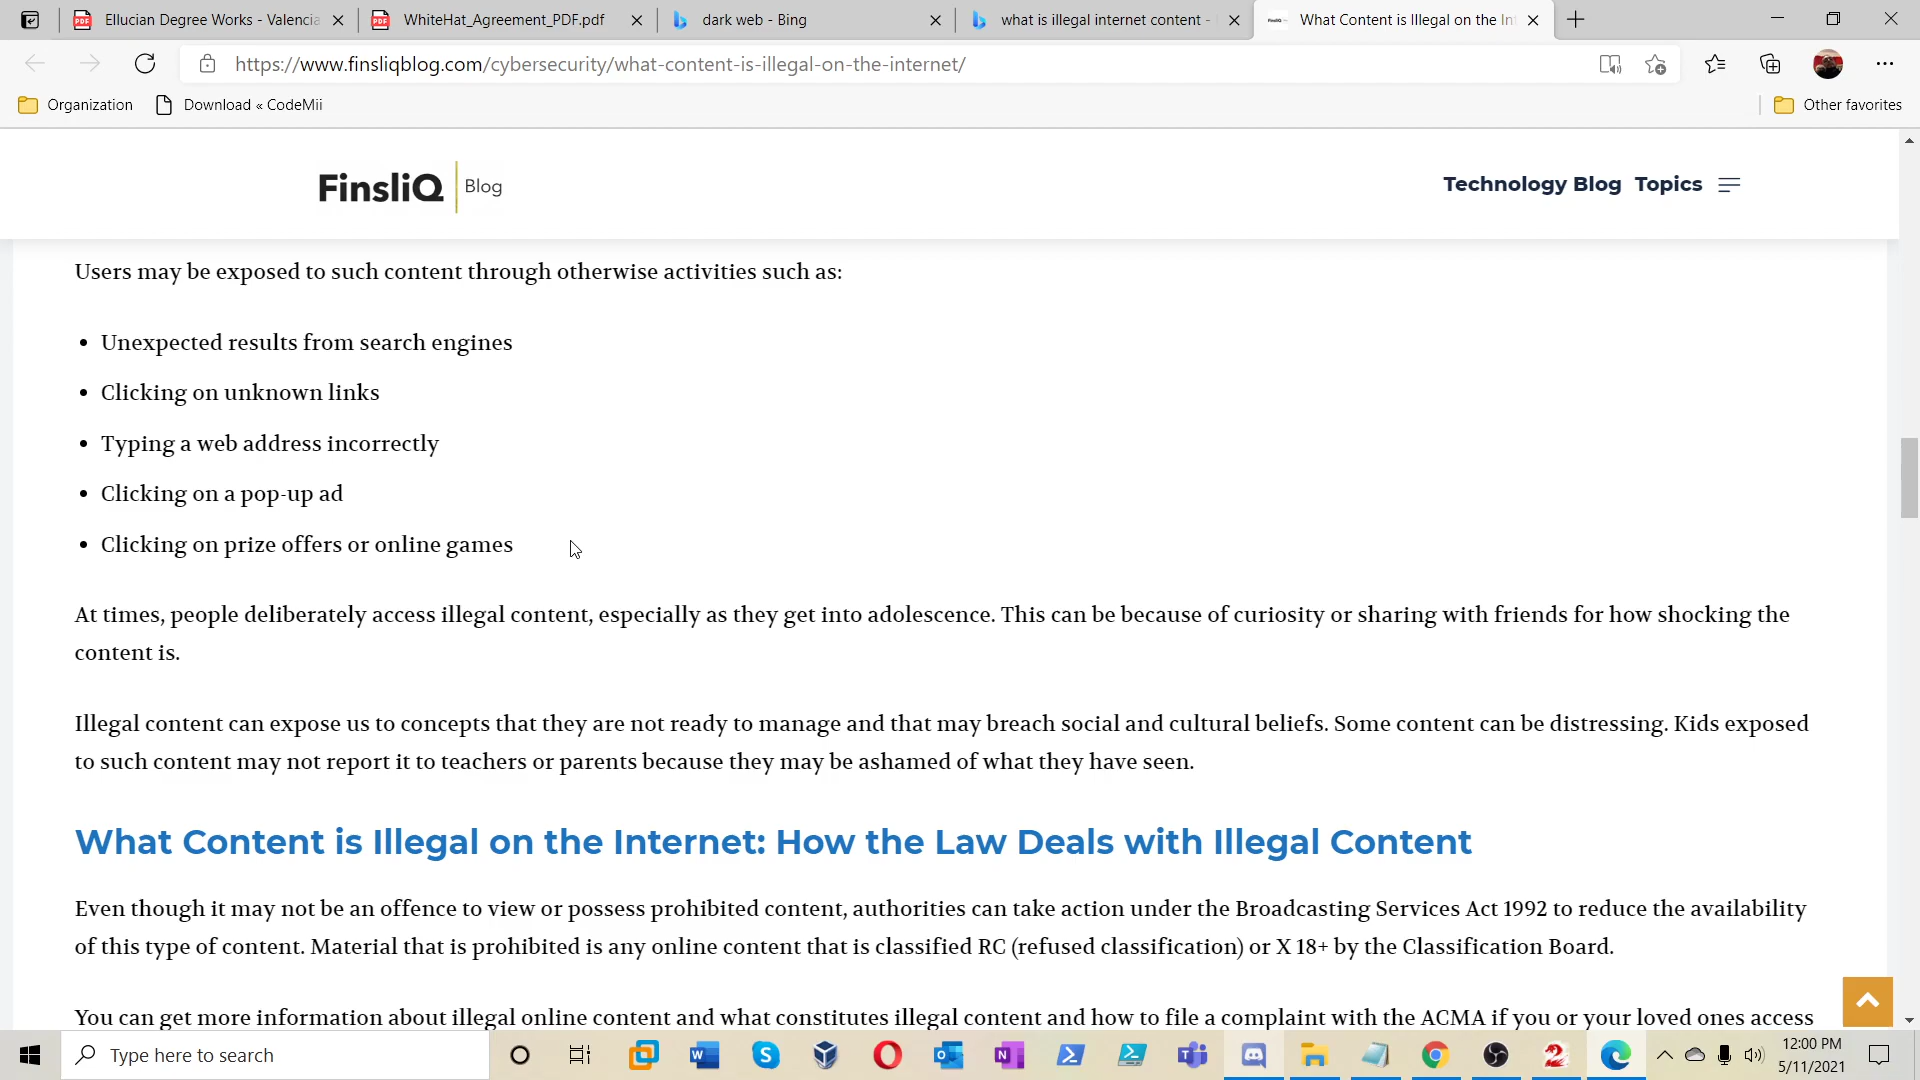 Ellucian Degree Works - Valencia
WhiteHat_Agreement_PDF.pdf
dark web - Bing
what is illegal internet content -
What Content is Illegal on the Int
https://www.finsliqblog.com/cybersecurity/what-content-is-illegal-on-the-internet/
Organization
Download « CodeMii
Other favorites
FinsliQ Blog
Technology Blog Topics
Users may be exposed to such content through otherwise activities such as:
• Unexpected results from search engines
• Clicking on unknown links
• Typing a web address incorrectly
• Clicking on a pop-up ad
• Clicking on prize offers or online games
At times, people deliberately access illegal content, especially as they get into adolescence. This can be because of curiosity or sharing with friends for how shocking the
content is.
Illegal content can expose us to concepts that they are not ready to manage and that may breach social and cultural beliefs. Some content can be distressing. Kids exposed
to such content may not report it to teachers or parents because they may be ashamed of what they have seen.
What Content is Illegal on the Internet: How the Law Deals with Illegal Content
Even though it may not be an offence to view or possess prohibited content, authorities can take action under the Broadcasting Services Act 1992 to reduce the availability
of this type of content. Material that is prohibited is any online content that is classified RC (refused classification) or X 18+ by the Classification Board.
You can get more information about illegal online content and what constitutes illegal content and how to file a complaint with the ACMA if you or your loved ones access
Type here to search
12:00 PM
5/11/2021